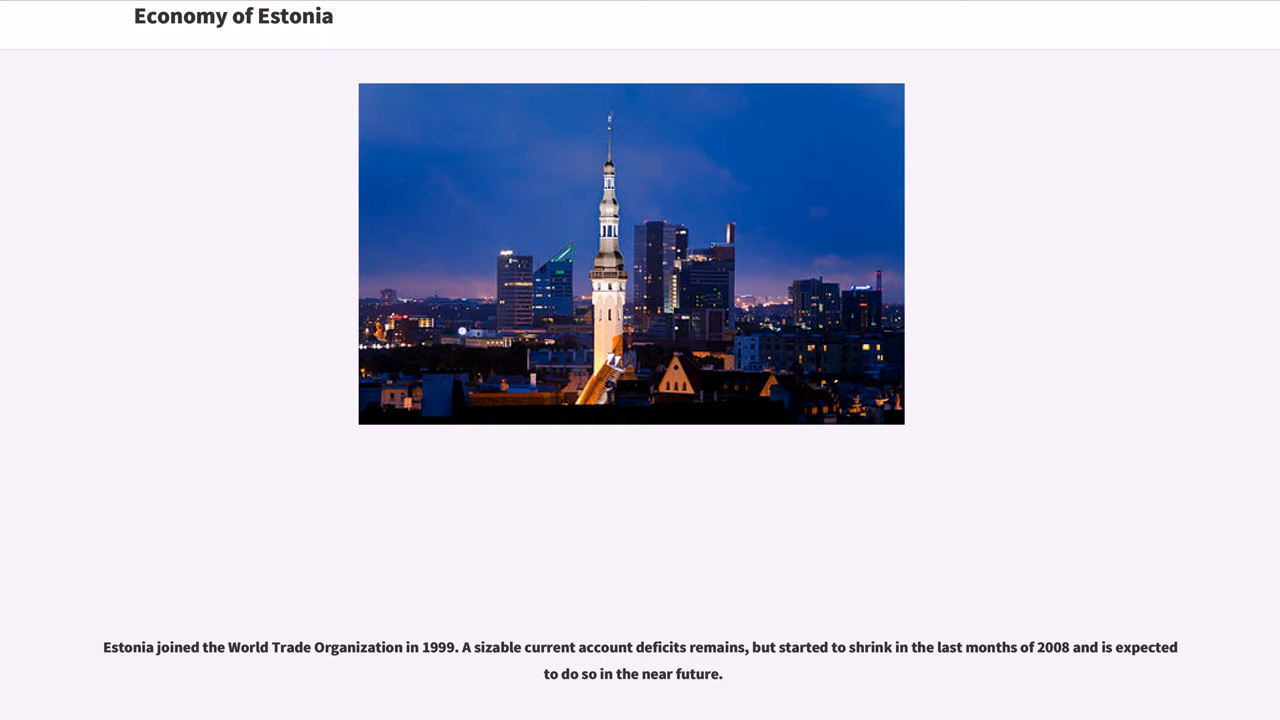 Economy of Estonia
Estonia joined the World Trade Organization in 1999. A sizable current account deficits remains, but started to shrink in the last months of 2008 and is expected
to do so in the near future.